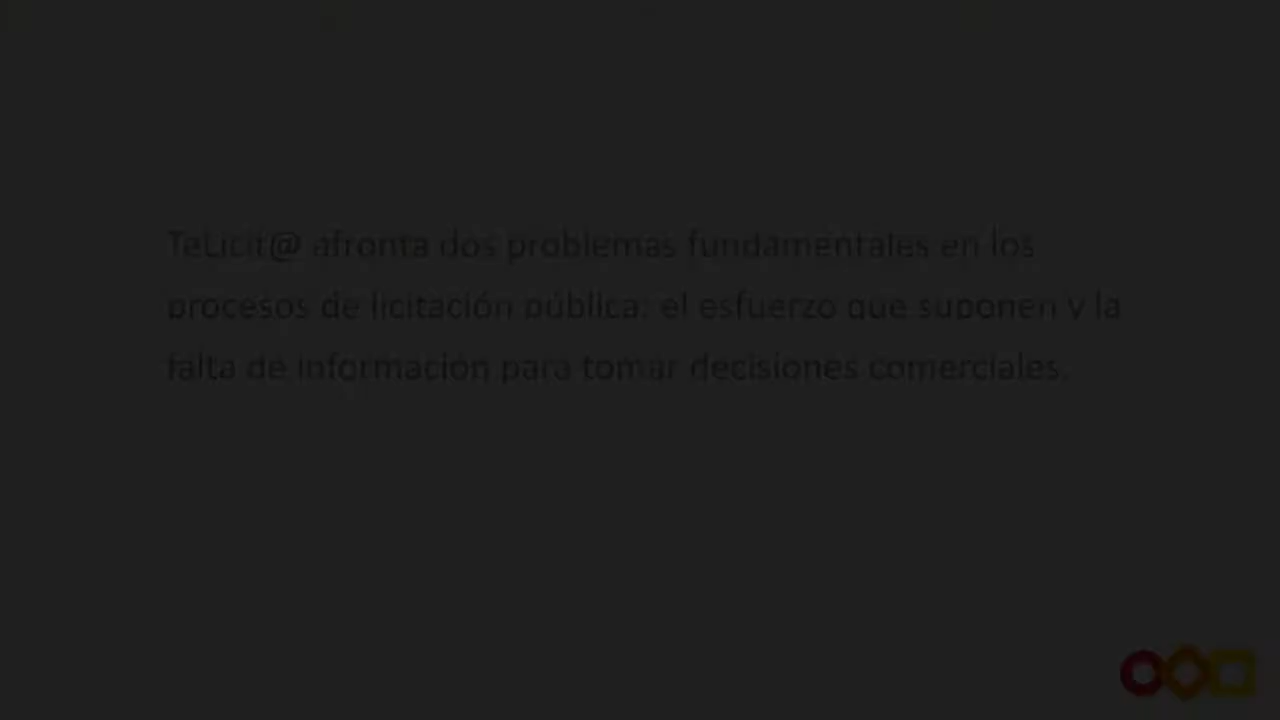 TeLicit@ afronta dos problemas fundamentales en los
procesos de licitación pública: el esfuerzo que suponen y la
falta de información para tomar decisiones comerciales.